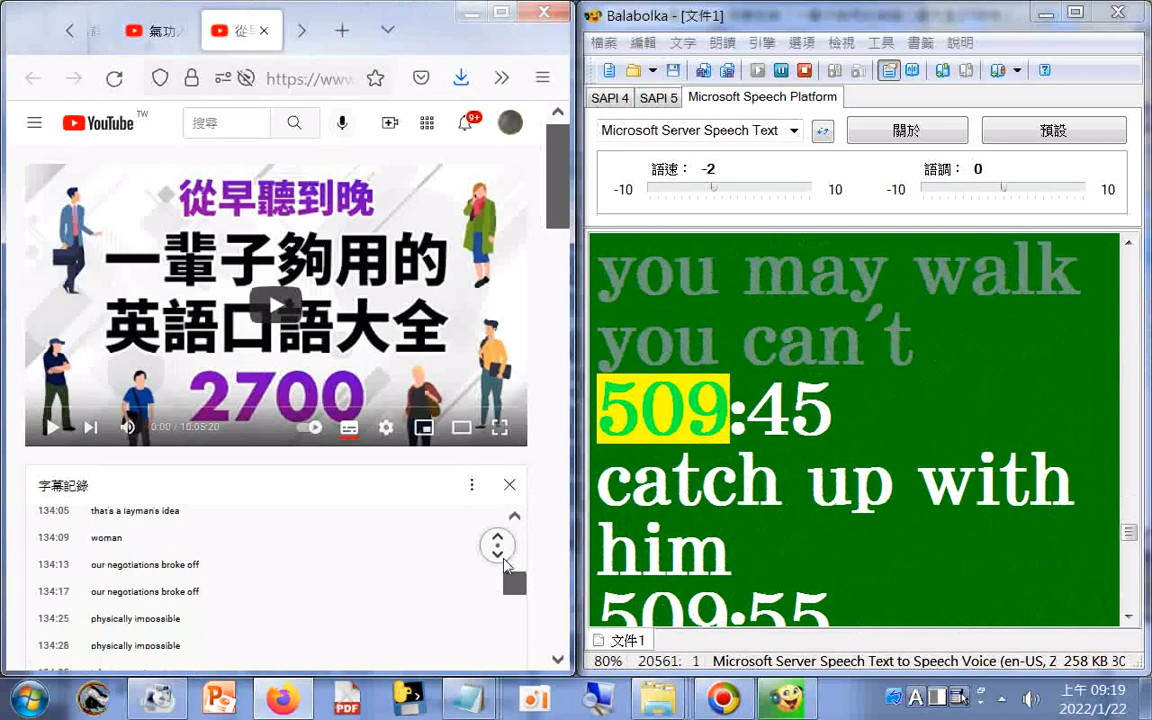 氣功
從
https://www
YouTube TW
搜尋
9+
從早聽到晚
一輩子夠用的
英語口語大全
2700
0:00 / 10:05:20
字幕記錄
134:05 that's a layman's idea
134:09 woman
134:13 our negotiations broke off
134:17 our negotiations broke off
134:25 physically impossible
134:28 physically impossible
Balabolka - [文件1]
檔案 編輯 文字 朗讀 引擎 選項 檢視 工具 書籤 說明
SAPI 4 SAPI 5 Microsoft Speech Platform
Microsoft Server Speech Text
關於
預設
語速： -2
語調： 0
-10 10 -10 10
you may walk
you can't
509:45
catch up with
him
509:55
文件1
80% 20561: 1 Microsoft Server Speech Text to Speech Voice (en-US, Z 258 KB 30
PDF
A
上午 09:19
2022/1/22